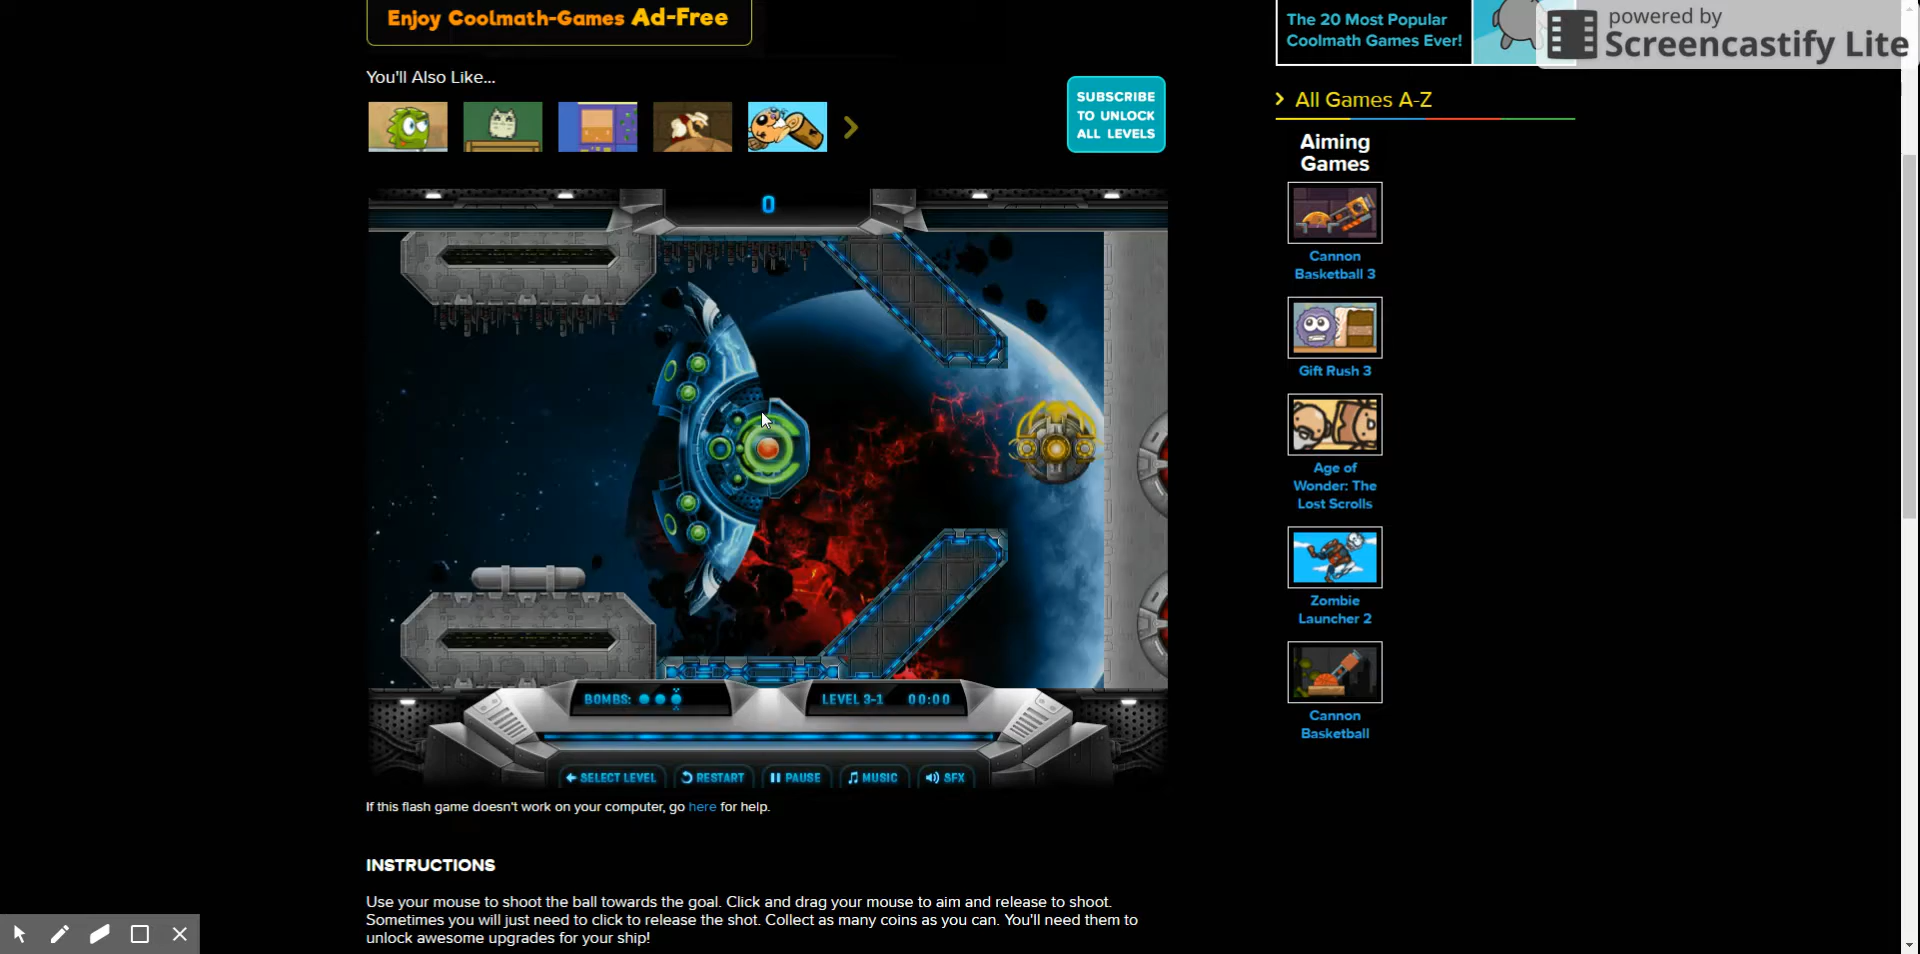 Enjoy Coolmath-Games Ad-Free
The 20 Most Popular
Coolmath Games Ever!
powered by
Screencastify Lite
You'll Also Like...
SUBSCRIBE
TO UNLOCK
ALL LEVELS
All Games A-Z
Aiming
Games
Cannon
Basketball 3
Gift Rush 3
Age of
Wonder: The
Lost Scrolls
Zombie
Launcher 2
Cannon
Basketball
0
BOMBS:
LEVEL 3-1 00:00
SELECT LEVEL
RESTART
PAUSE
MUSIC
SFX
If this flash game doesn't work on your computer, go here for help.
INSTRUCTIONS
Use your mouse to shoot the ball towards the goal. Click and drag your mouse to aim and release to shoot.
Sometimes you will just need to click to release the shot. Collect as many coins as you can. You'll need them to
unlock awesome upgrades for your ship!